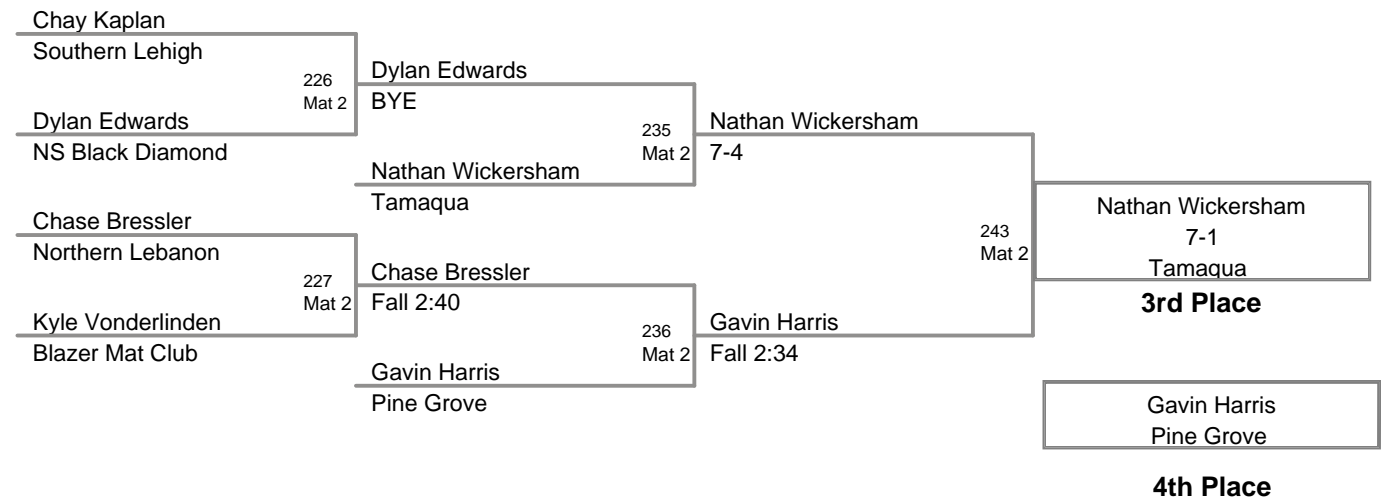 Chay Kaplan
Southern Lehigh
226
Mat 2
Dylan Edwards
NS Black Diamond
Dylan Edwards
BYE
235
Mat 2
Nathan Wickersham
Tamaqua
Nathan Wickersham
7-4
Chase Bressler
Northern Lebanon
227
Mat 2
Kyle Vonderlinden
Blazer Mat Club
Chase Bressler
Fall 2:40
236
Mat 2
Gavin Harris
Pine Grove
Gavin Harris
Fall 2:34
243
Mat 2
Nathan Wickersham
7-1
Tamaqua
3rd Place
Gavin Harris
Pine Grove
4th Place